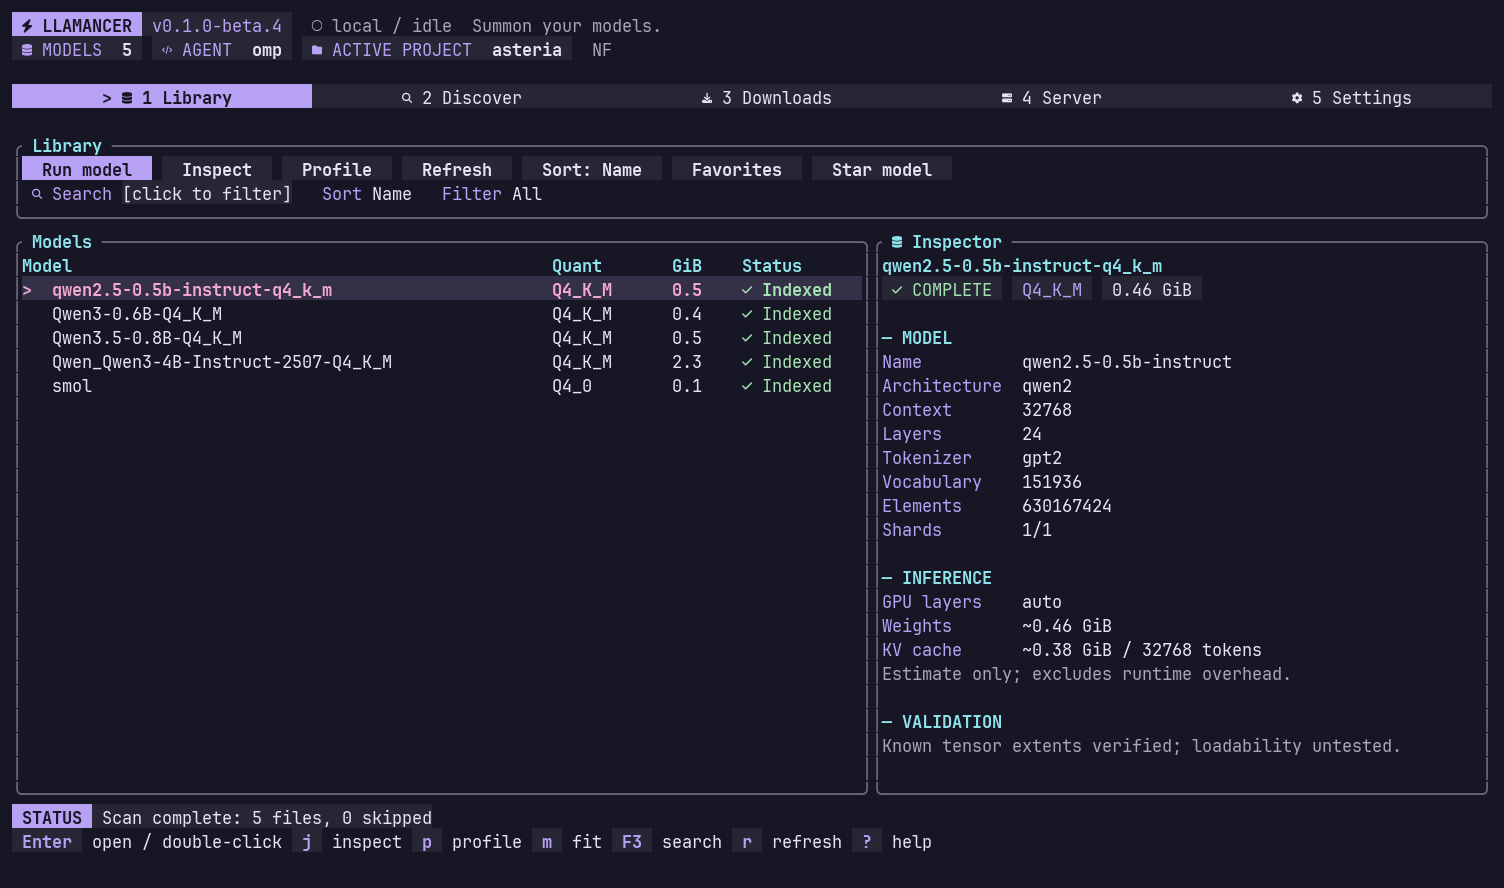 LLAMANCER v0.1.0-beta.4 local / idle Summon your models.
MODELS 5 AGENT omp ACTIVE PROJECT asteria NF
> 1 Library 2 Discover 3 Downloads 4 Server 5 Settings
Library
Run model Inspect Profile Refresh Sort: Name Favorites Star model
Search [click to filter] Sort Name Filter All
Models
Model Quant GiB Status
> qwen2.5-0.5b-instruct-q4_k_m Q4_K_M 0.5 ✓ Indexed
Qwen3-0.6B-Q4_K_M Q4_K_M 0.4 ✓ Indexed
Qwen3.5-0.8B-Q4_K_M Q4_K_M 0.5 ✓ Indexed
Qwen_Qwen3-4B-Instruct-2507-Q4_K_M Q4_K_M 2.3 ✓ Indexed
smol Q4_0 0.1 ✓ Indexed
Inspector
qwen2.5-0.5b-instruct-q4_k_m
✓ COMPLETE Q4_K_M 0.46 GiB
— MODEL
Name qwen2.5-0.5b-instruct
Architecture qwen2
Context 32768
Layers 24
Tokenizer gpt2
Vocabulary 151936
Elements 630167424
Shards 1/1
— INFERENCE
GPU layers auto
Weights ~0.46 GiB
KV cache ~0.38 GiB / 32768 tokens
Estimate only; excludes runtime overhead.
— VALIDATION
Known tensor extents verified; loadability untested.
STATUS Scan complete: 5 files, 0 skipped
Enter open / double-click j inspect p profile m fit F3 search r refresh ? help